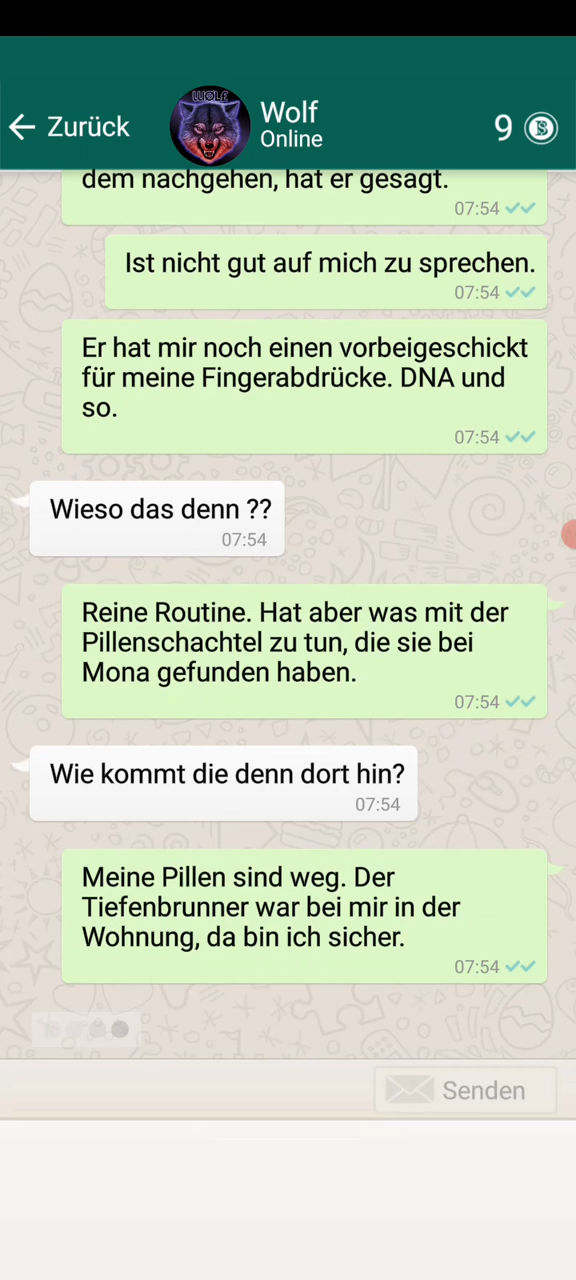 Zurück
WOLF
Wolf
Online
9
dem nachgehen, hat er gesagt.
07:54
Ist nicht gut auf mich zu sprechen.
07:54
Er hat mir noch einen vorbeigeschickt
für meine Fingerabdrücke. DNA und
so.
07:54
Wieso das denn ??
07:54
Reine Routine. Hat aber was mit der
Pillenschachtel zu tun, die sie bei
Mona gefunden haben.
07:54
Wie kommt die denn dort hin?
07:54
Meine Pillen sind weg. Der
Tiefenbrunner war bei mir in der
Wohnung, da bin ich sicher.
07:54
Senden